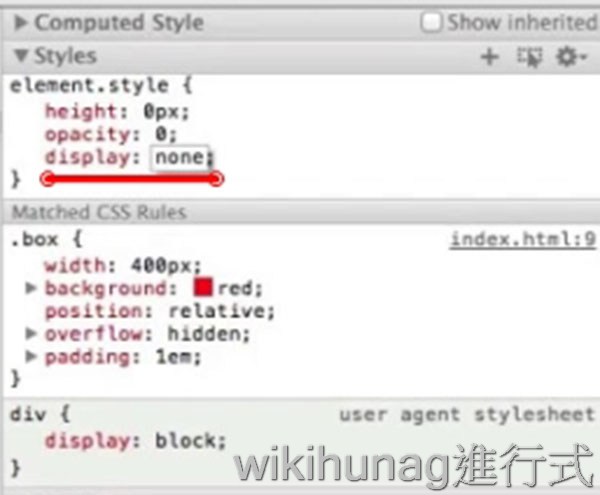 Computed Style Show inherited
Styles
element.style {
height: 0px;
opacity: 0;
display: none;
}
Matched CSS Rules
.box { index.html:9
width: 400px;
background: red;
position: relative;
overflow: hidden;
padding: 1em;
}
div { user agent stylesheet
display: block;
}
wikihunag進行式